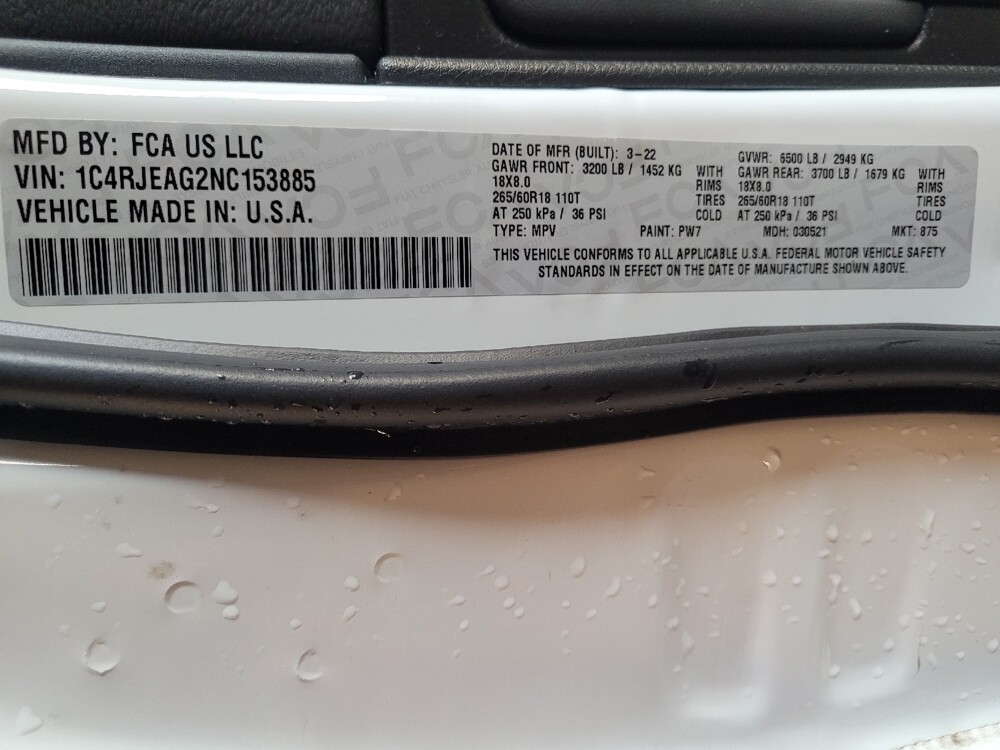 MFD BY: FCA US LLC
VIN: 1C4RJEAG2NC153885
VEHICLE MADE IN: U.S.A.
DATE OF MFR (BUILT): 3-22
GAWR FRONT: 3200 LB / 1452 KG WITH
18X8.0 RIMS
265/60R18 110T TIRES
AT 250 kPa / 36 PSI COLD
GVWR: 6500 LB / 2949 KG
GAWR REAR: 3700 LB / 1679 KG WITH
18X8.0 RIMS
265/60R18 110T TIRES
AT 250 kPa / 36 PSI COLD
TYPE: MPV PAINT: PW7 MDH: 030521 MKT: 875
THIS VEHICLE CONFORMS TO ALL APPLICABLE U.S.A. FEDERAL MOTOR VEHICLE SAFETY
STANDARDS IN EFFECT ON THE DATE OF MANUFACTURE SHOWN ABOVE.